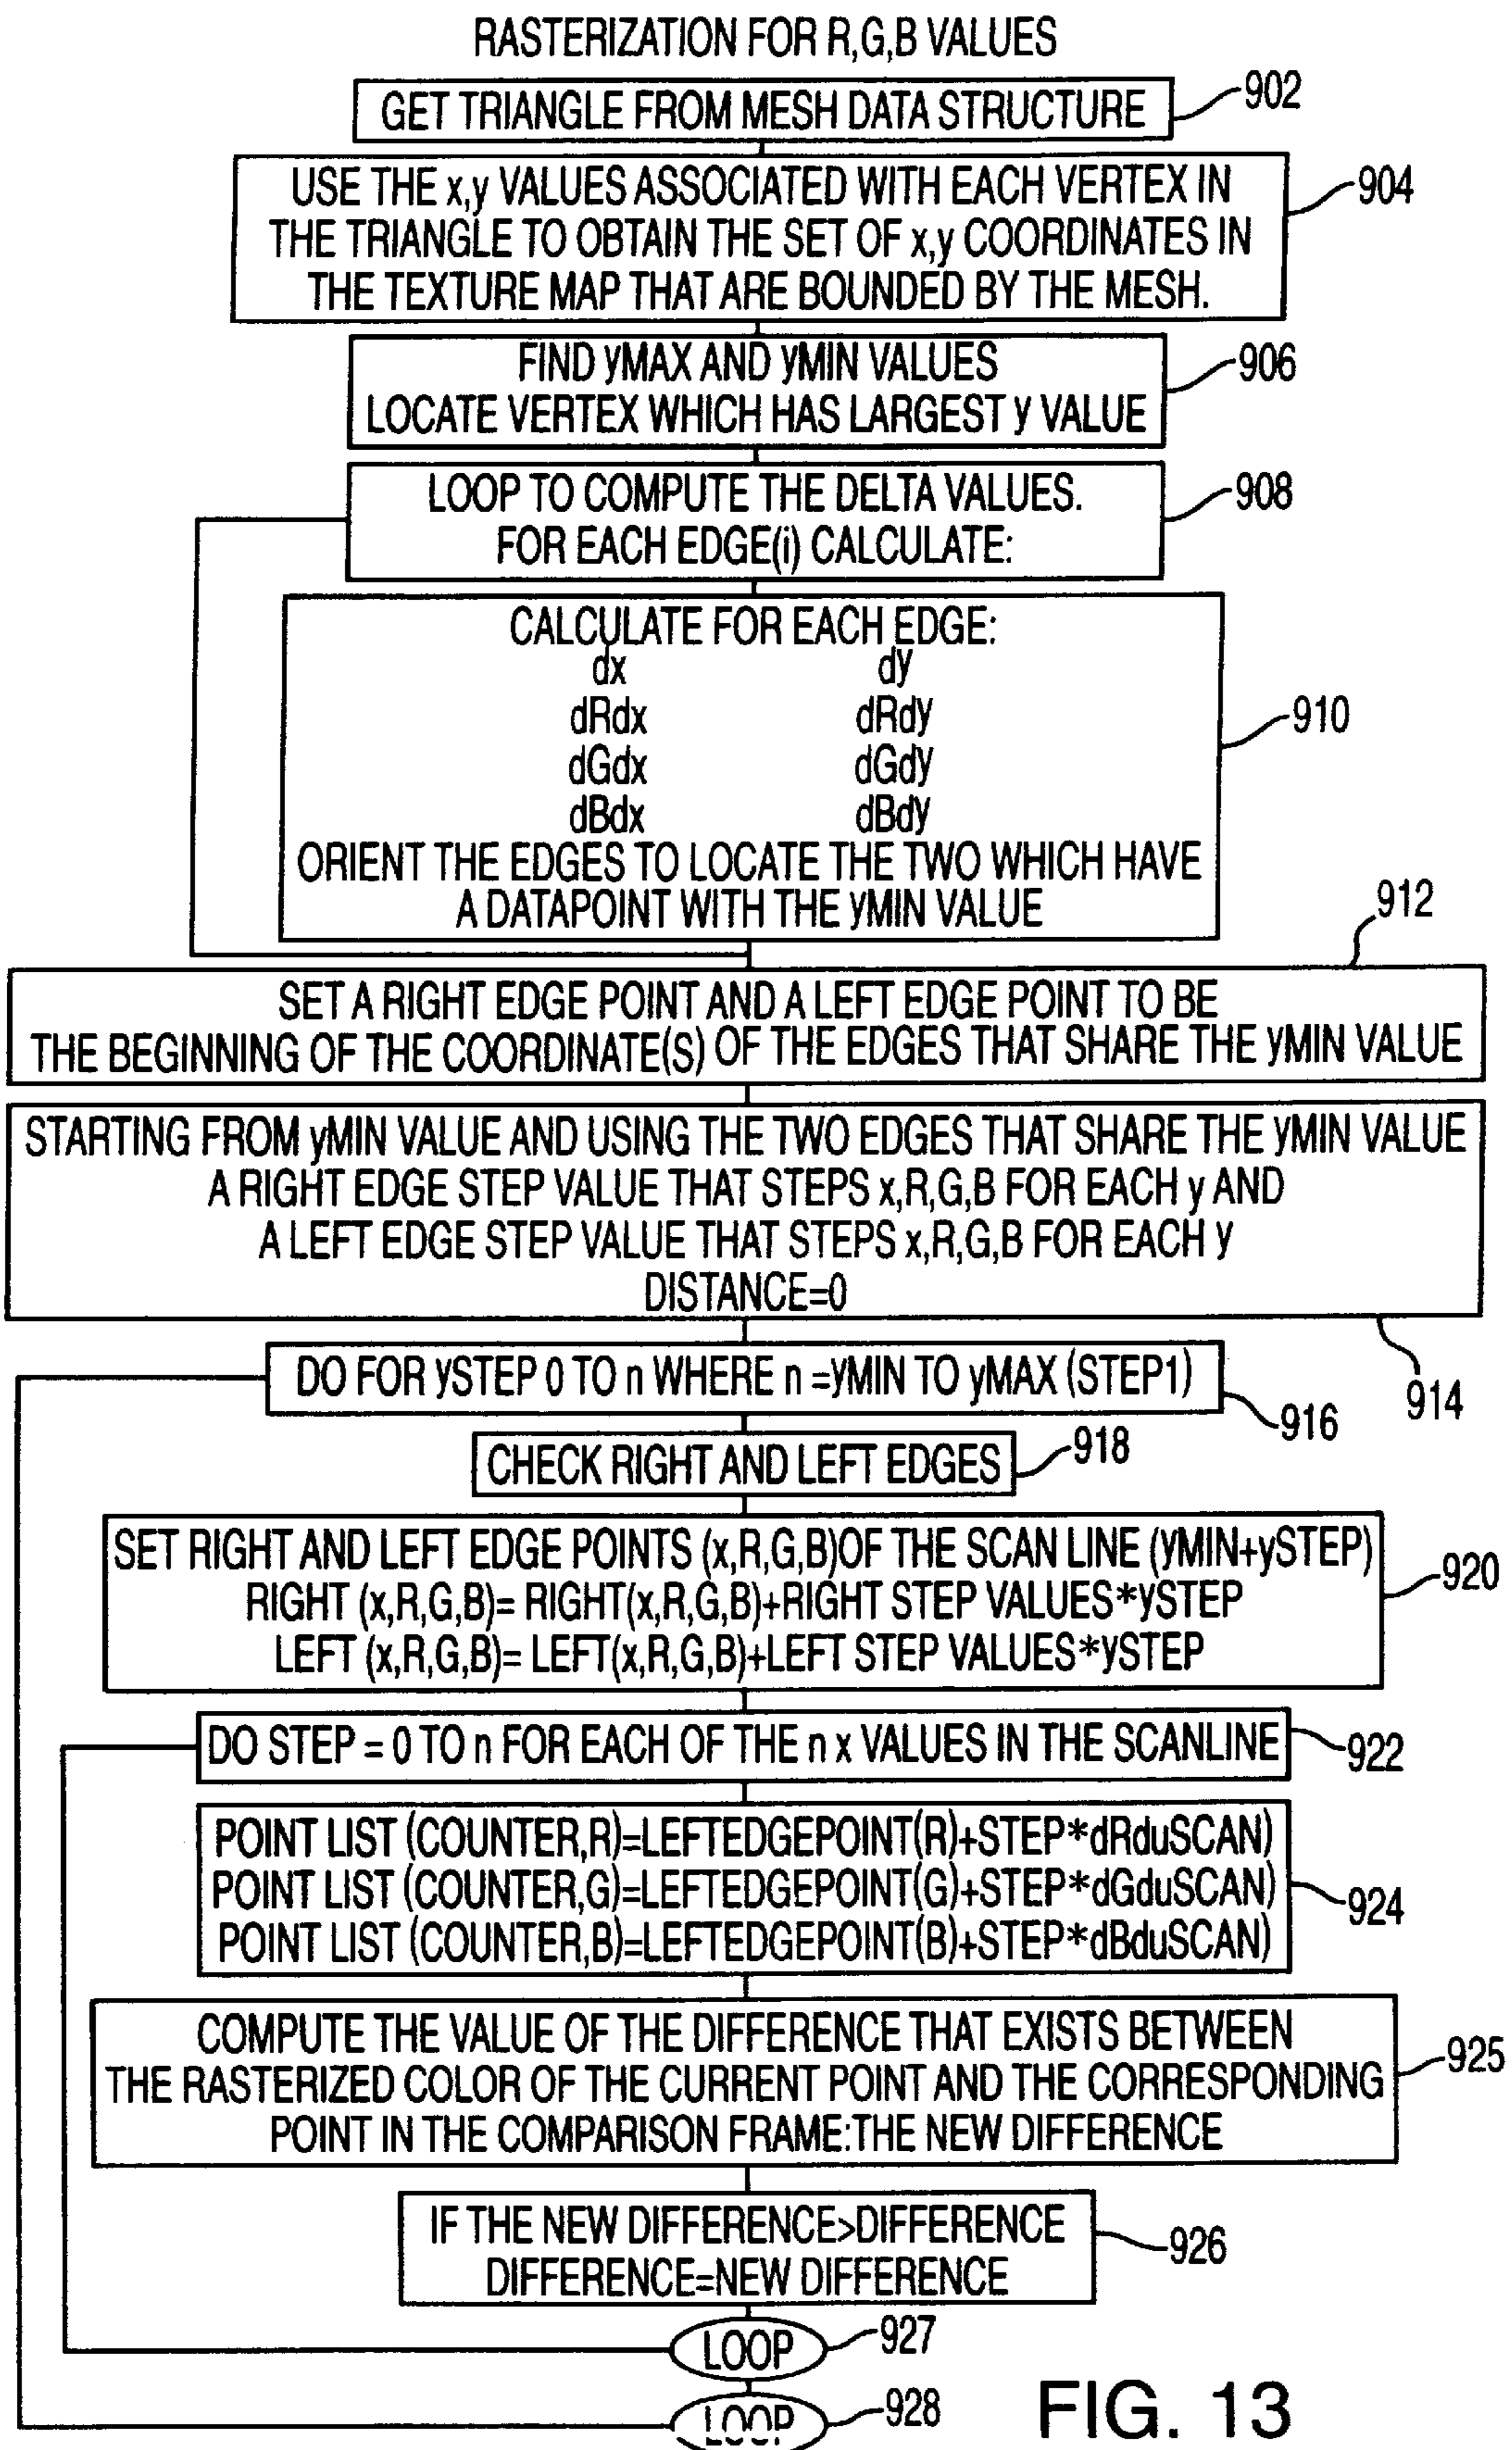 RASTERIZATION FOR R,G,B VALUES
GET TRIANGLE FROM MESH DATA STRUCTURE
902
USE THE x,y VALUES ASSOCIATED WITH EACH VERTEX IN
THE TRIANGLE TO OBTAIN THE SET OF x,y COORDINATES IN
THE TEXTURE MAP THAT ARE BOUNDED BY THE MESH.
904
FIND yMAX AND yMIN VALUES
LOCATE VERTEX WHICH HAS LARGEST y VALUE
906
LOOP TO COMPUTE THE DELTA VALUES.
FOR EACH EDGE(i) CALCULATE:
908
CALCULATE FOR EACH EDGE:
dx dy
dRdx dRdy
dGdx dGdy
dBdx dBdy
ORIENT THE EDGES TO LOCATE THE TWO WHICH HAVE
A DATAPOINT WITH THE yMIN VALUE
910
912
SET A RIGHT EDGE POINT AND A LEFT EDGE POINT TO BE
THE BEGINNING OF THE COORDINATE(S) OF THE EDGES THAT SHARE THE yMIN VALUE
STARTING FROM yMIN VALUE AND USING THE TWO EDGES THAT SHARE THE yMIN VALUE
A RIGHT EDGE STEP VALUE THAT STEPS x,R,G,B FOR EACH y AND
A LEFT EDGE STEP VALUE THAT STEPS x,R,G,B FOR EACH y
DISTANCE=0
914
DO FOR ySTEP 0 TO n WHERE n =yMIN TO yMAX (STEP1)
916
CHECK RIGHT AND LEFT EDGES
918
SET RIGHT AND LEFT EDGE POINTS (x,R,G,B)OF THE SCAN LINE (yMIN+ySTEP)
RIGHT (x,R,G,B)= RIGHT(x,R,G,B)+RIGHT STEP VALUES*ySTEP
LEFT (x,R,G,B)= LEFT(x,R,G,B)+LEFT STEP VALUES*ySTEP
920
DO STEP = 0 TO n FOR EACH OF THE n x VALUES IN THE SCANLINE
922
POINT LIST (COUNTER,R)=LEFTEDGEPOINT(R)+STEP*dRduSCAN)
POINT LIST (COUNTER,G)=LEFTEDGEPOINT(G)+STEP*dGduSCAN)
POINT LIST (COUNTER,B)=LEFTEDGEPOINT(B)+STEP*dBduSCAN)
924
COMPUTE THE VALUE OF THE DIFFERENCE THAT EXISTS BETWEEN
THE RASTERIZED COLOR OF THE CURRENT POINT AND THE CORRESPONDING
POINT IN THE COMPARISON FRAME:THE NEW DIFFERENCE
925
IF THE NEW DIFFERENCE>DIFFERENCE
DIFFERENCE=NEW DIFFERENCE
926
LOOP
927
LOOP
928
FIG. 13